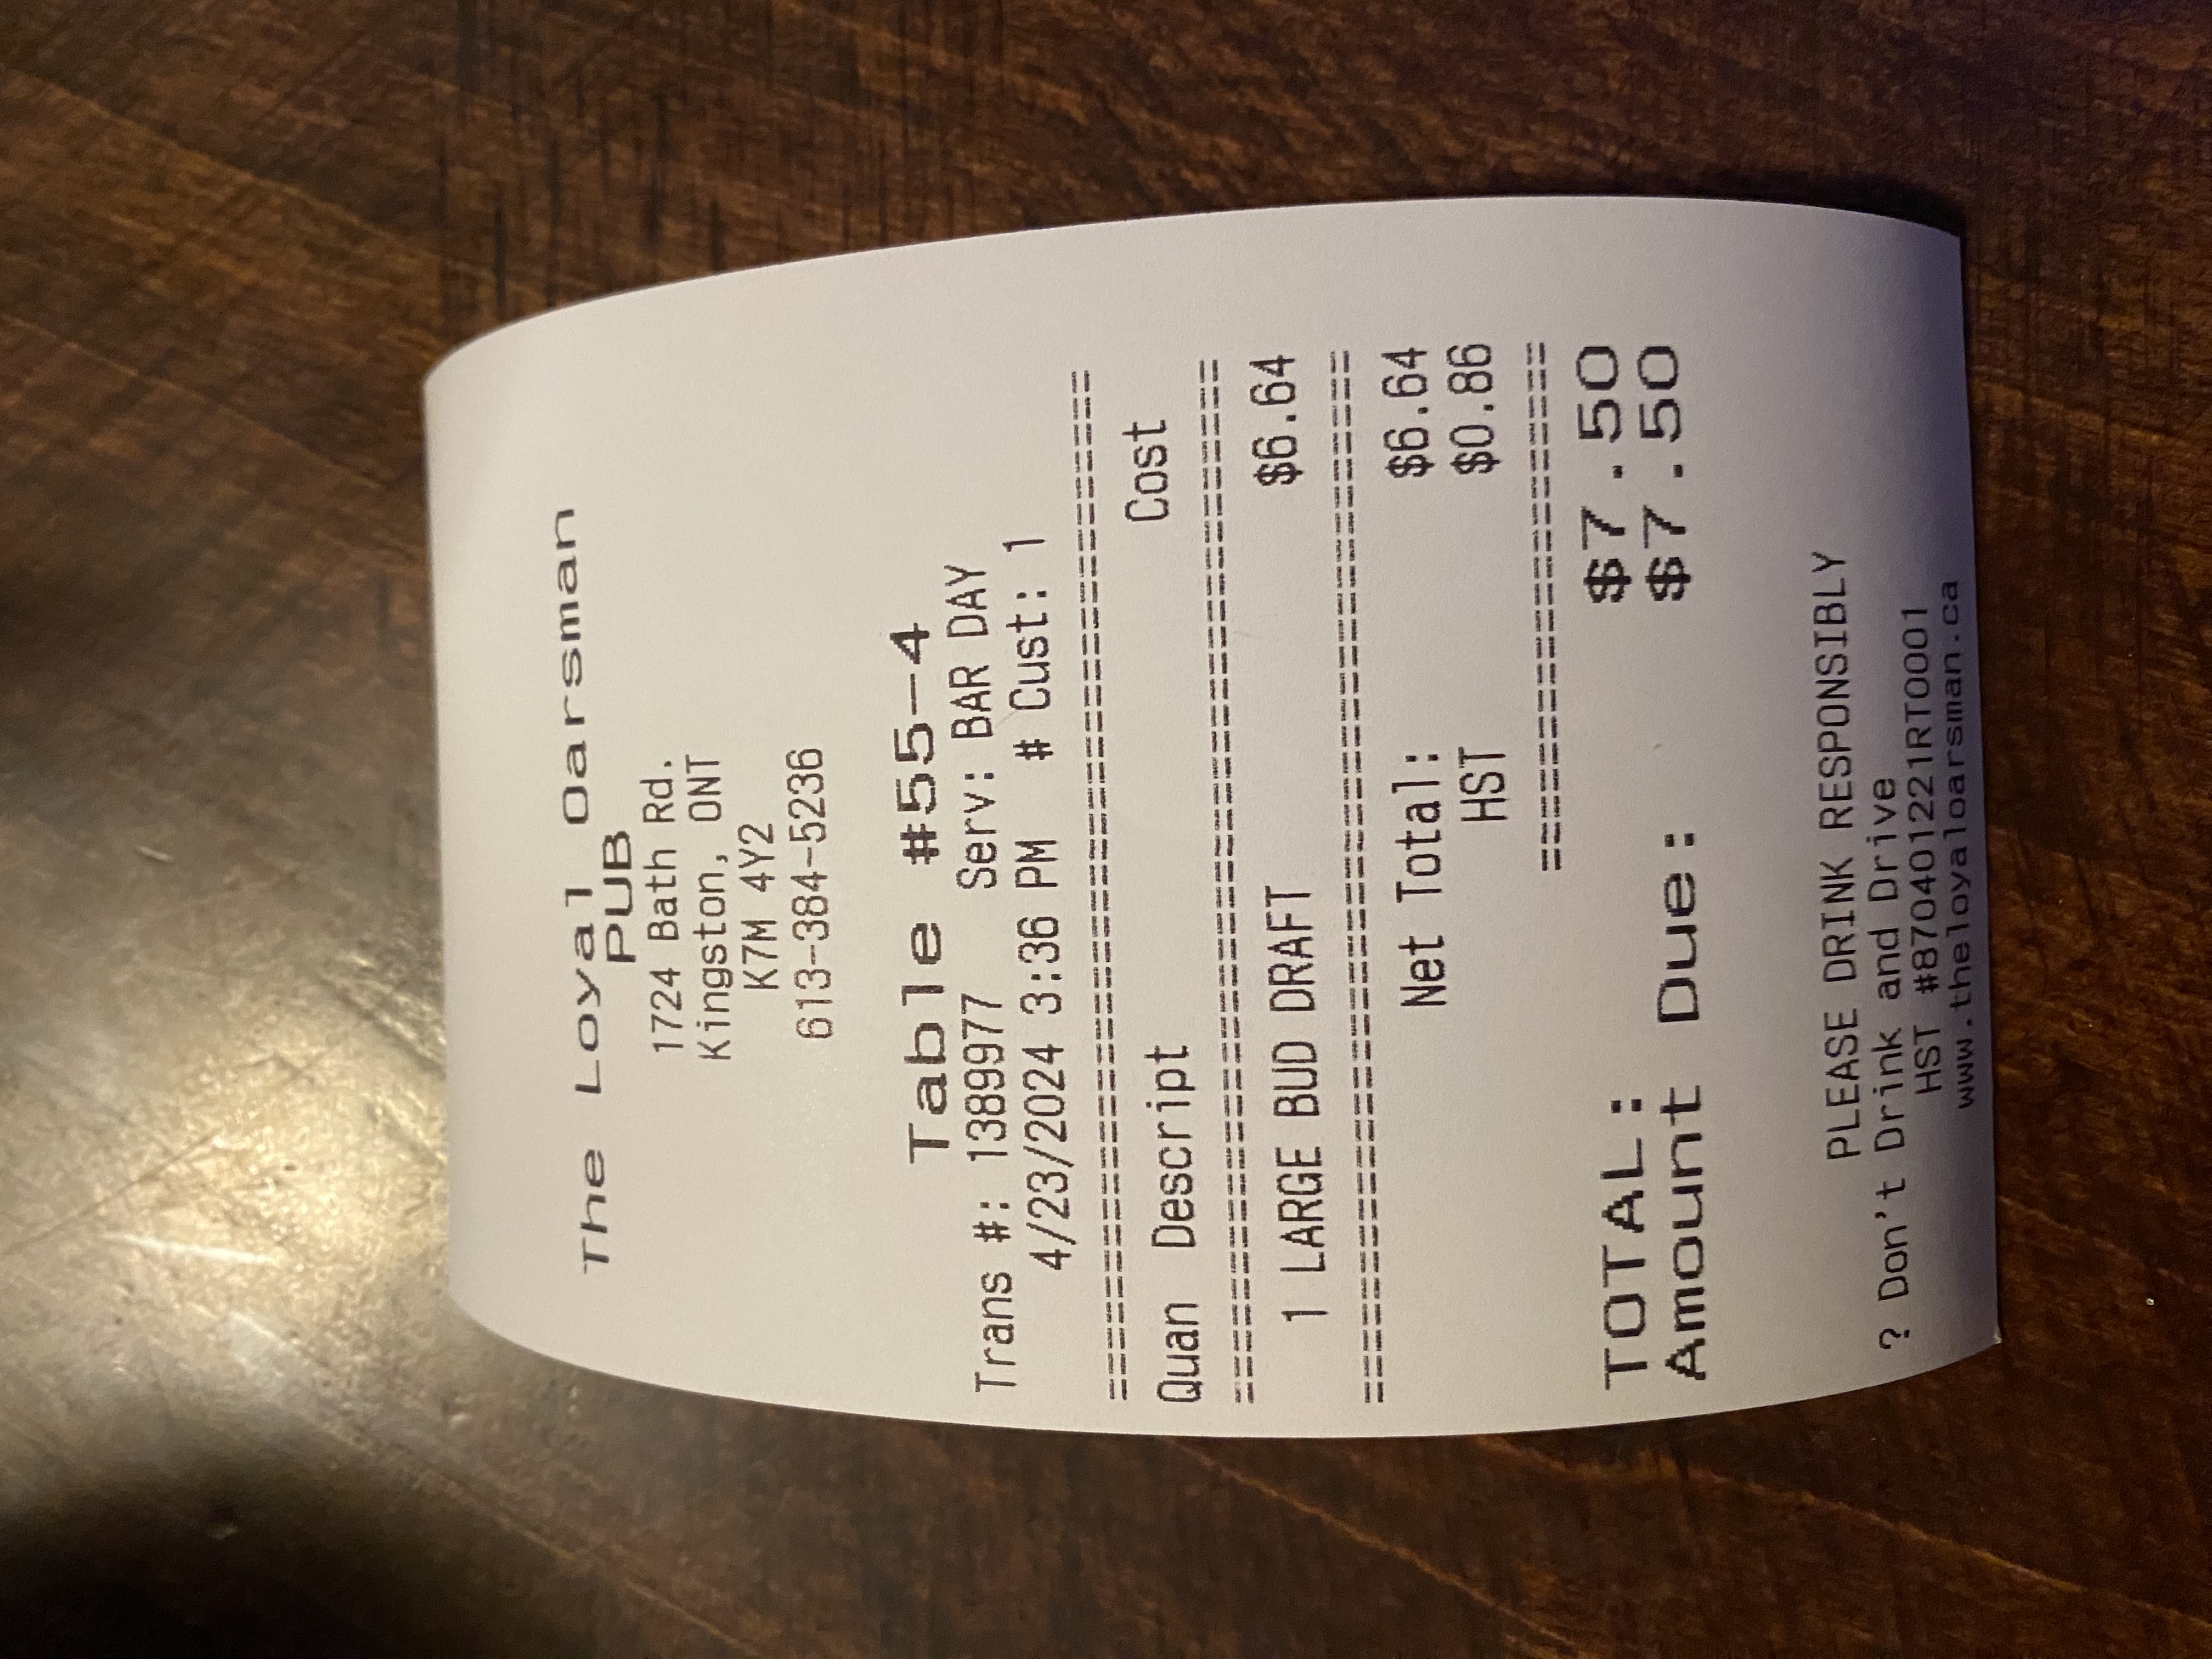 The Loyal Oarsman
PUB
1724 Bath Rd.
Kingston, ONT
K7M 4Y2
613-384-5236
Table #55-4
Trans #: 1389977 Serv: BAR DAY
4/23/2024 3:36 PM # Cust: 1
Quan Descript Cost
1 LARGE BUD DRAFT $6.64
Net Total: $6.64
HST $0.86
TOTAL: $7.50
Amount Due: $7.50
PLEASE DRINK RESPONSIBLY
? Don't Drink and Drive
HST #870401221RT0001
www.theloyaloarsman.ca